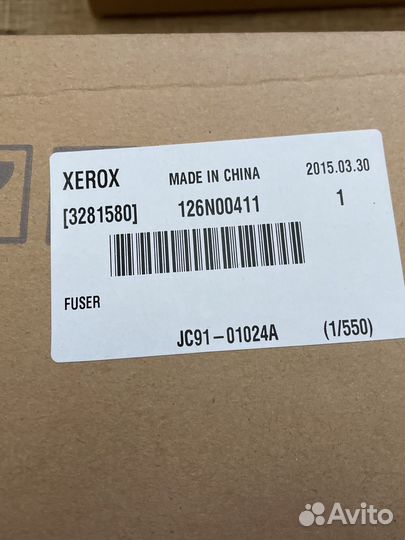 XEROX MADE IN CHINA 2015.03.30
[3281580] 126N00411 1
FUSER
JC91-01024A (1/550)
Avito